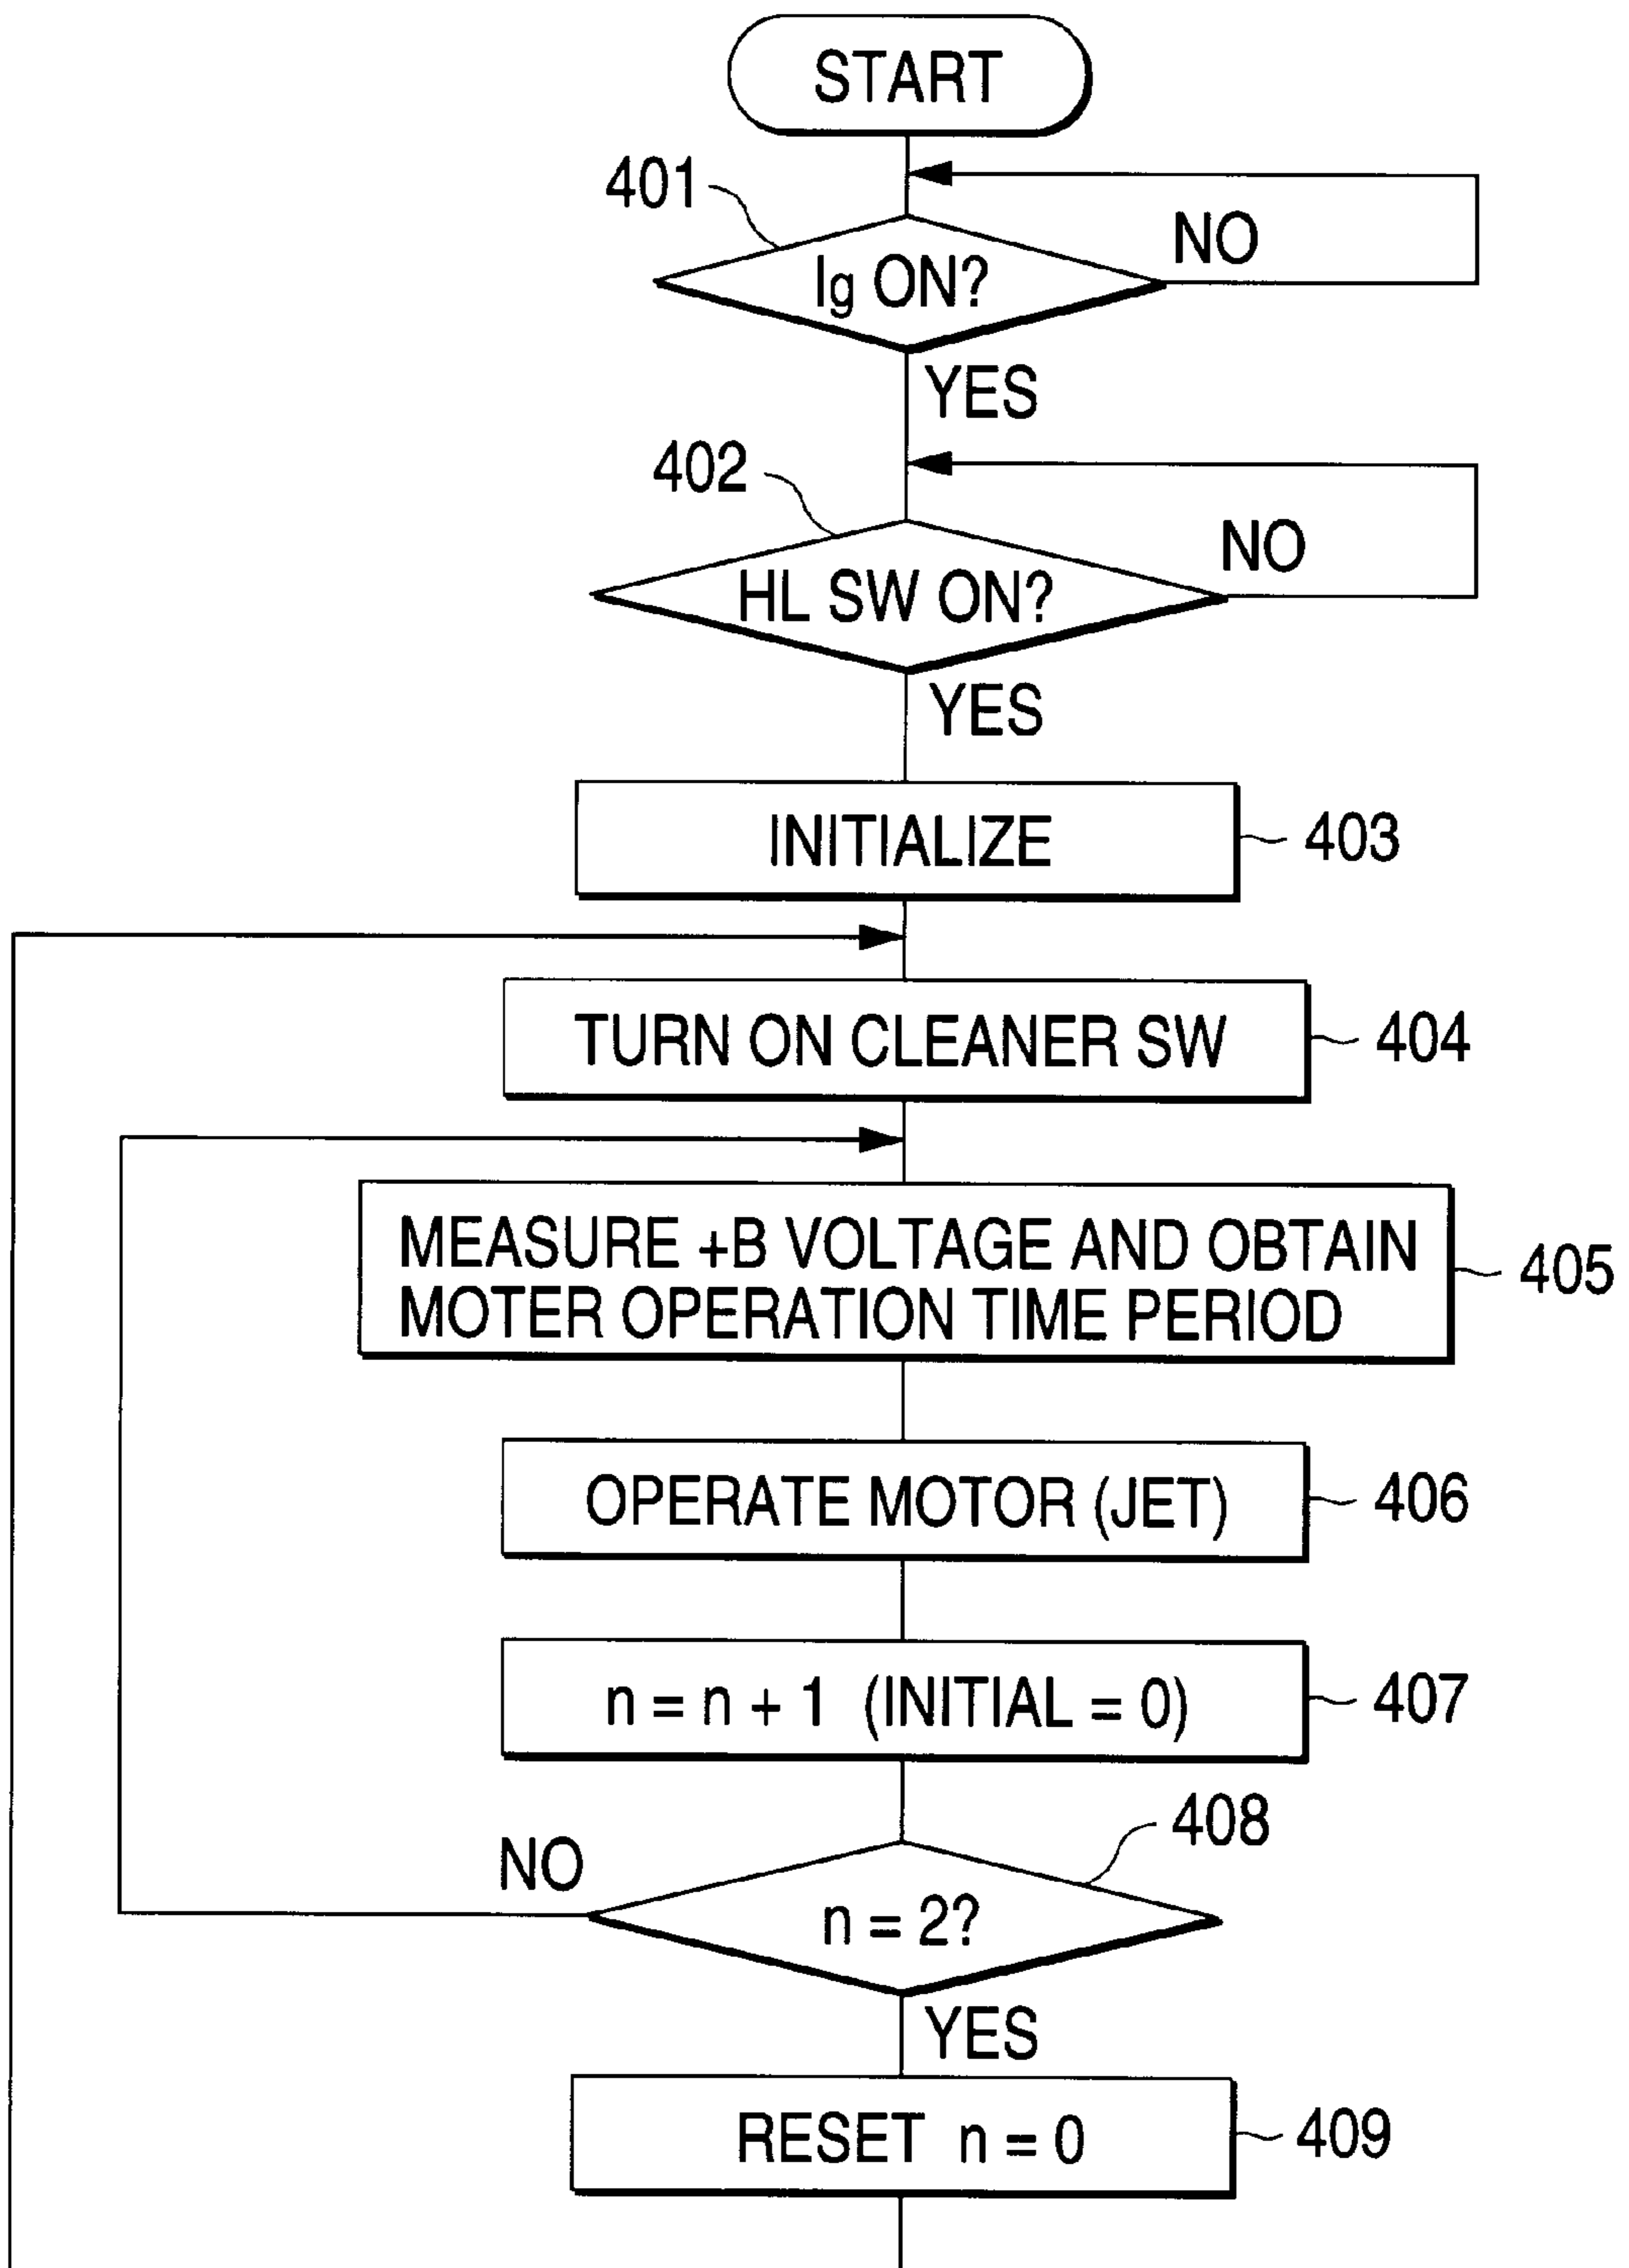 START
401
Ig ON?
NO
YES
402
HL SW ON?
NO
YES
INITIALIZE
403
TURN ON CLEANER SW
404
MEASURE +B VOLTAGE AND OBTAIN
MOTER OPERATION TIME PERIOD
405
OPERATE MOTOR (JET)
406
n = n + 1 (INITIAL = 0)
407
408
NO
n = 2?
YES
RESET n = 0
409